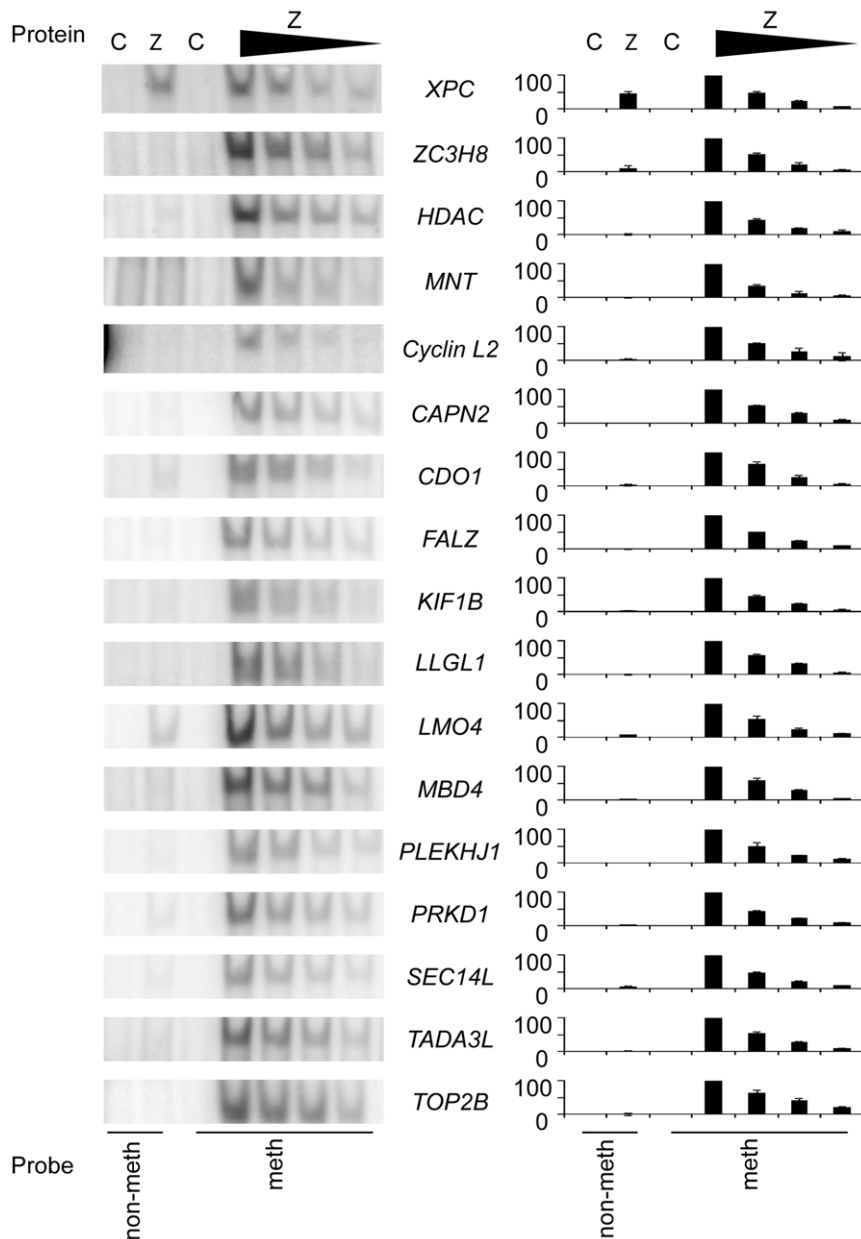 Protein C Z C Z C Z C Z
XPC 100 0
ZC3H8 100 0
HDAC 100 0
MNT 100 0
Cyclin L2 100 0
CAPN2 100 0
CDO1 100 0
FALZ 100 0
KIF1B 100 0
LLGL1 100 0
LMO4 100 0
MBD4 100 0
PLEKHJ1 100 0
PRKD1 100 0
SEC14L 100 0
TADA3L 100 0
TOP2B 100 0
Probe non-meth meth non-meth meth